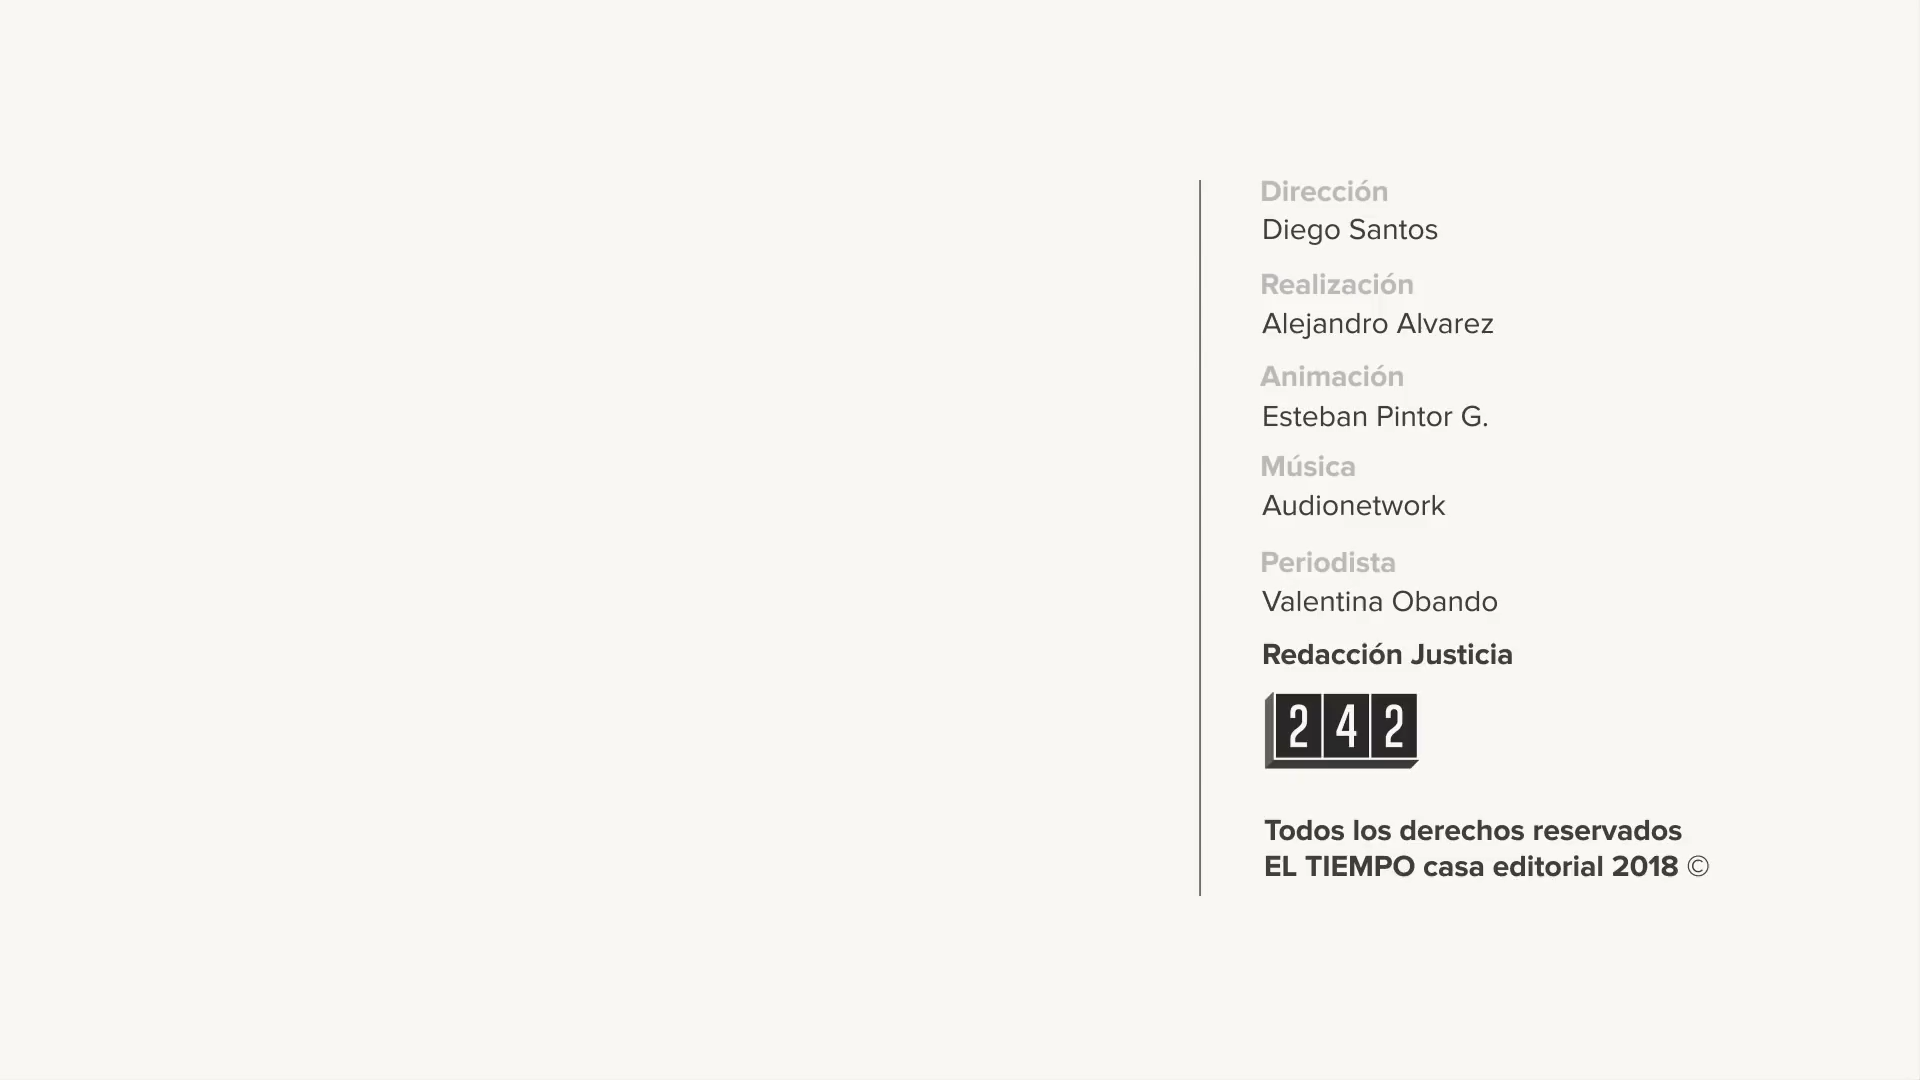 Dirección
Diego Santos
Realización
Alejandro Alvarez
Animación
Esteban Pintor G.
Música
Audionetwork
Periodista
Valentina Obando
Redacción Justicia
242
Todos los derechos reservados
EL TIEMPO casa editorial 2018 ©